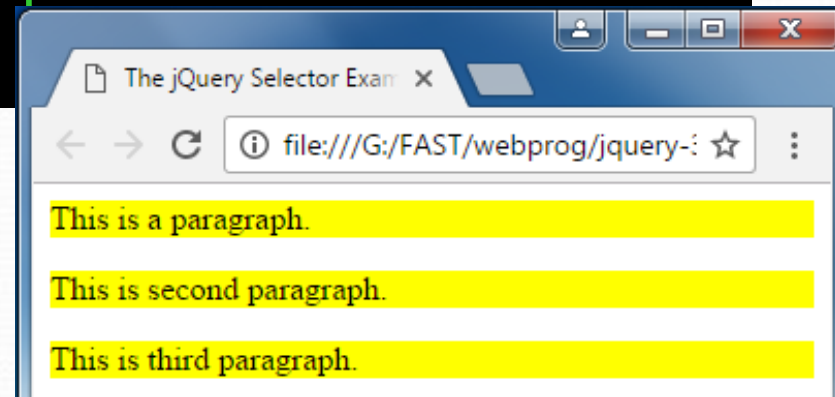 The jQuery Selector Exam
file:///G:/FAST/webprog/jquery-3
This is a paragraph.
This is second paragraph.
This is third paragraph.